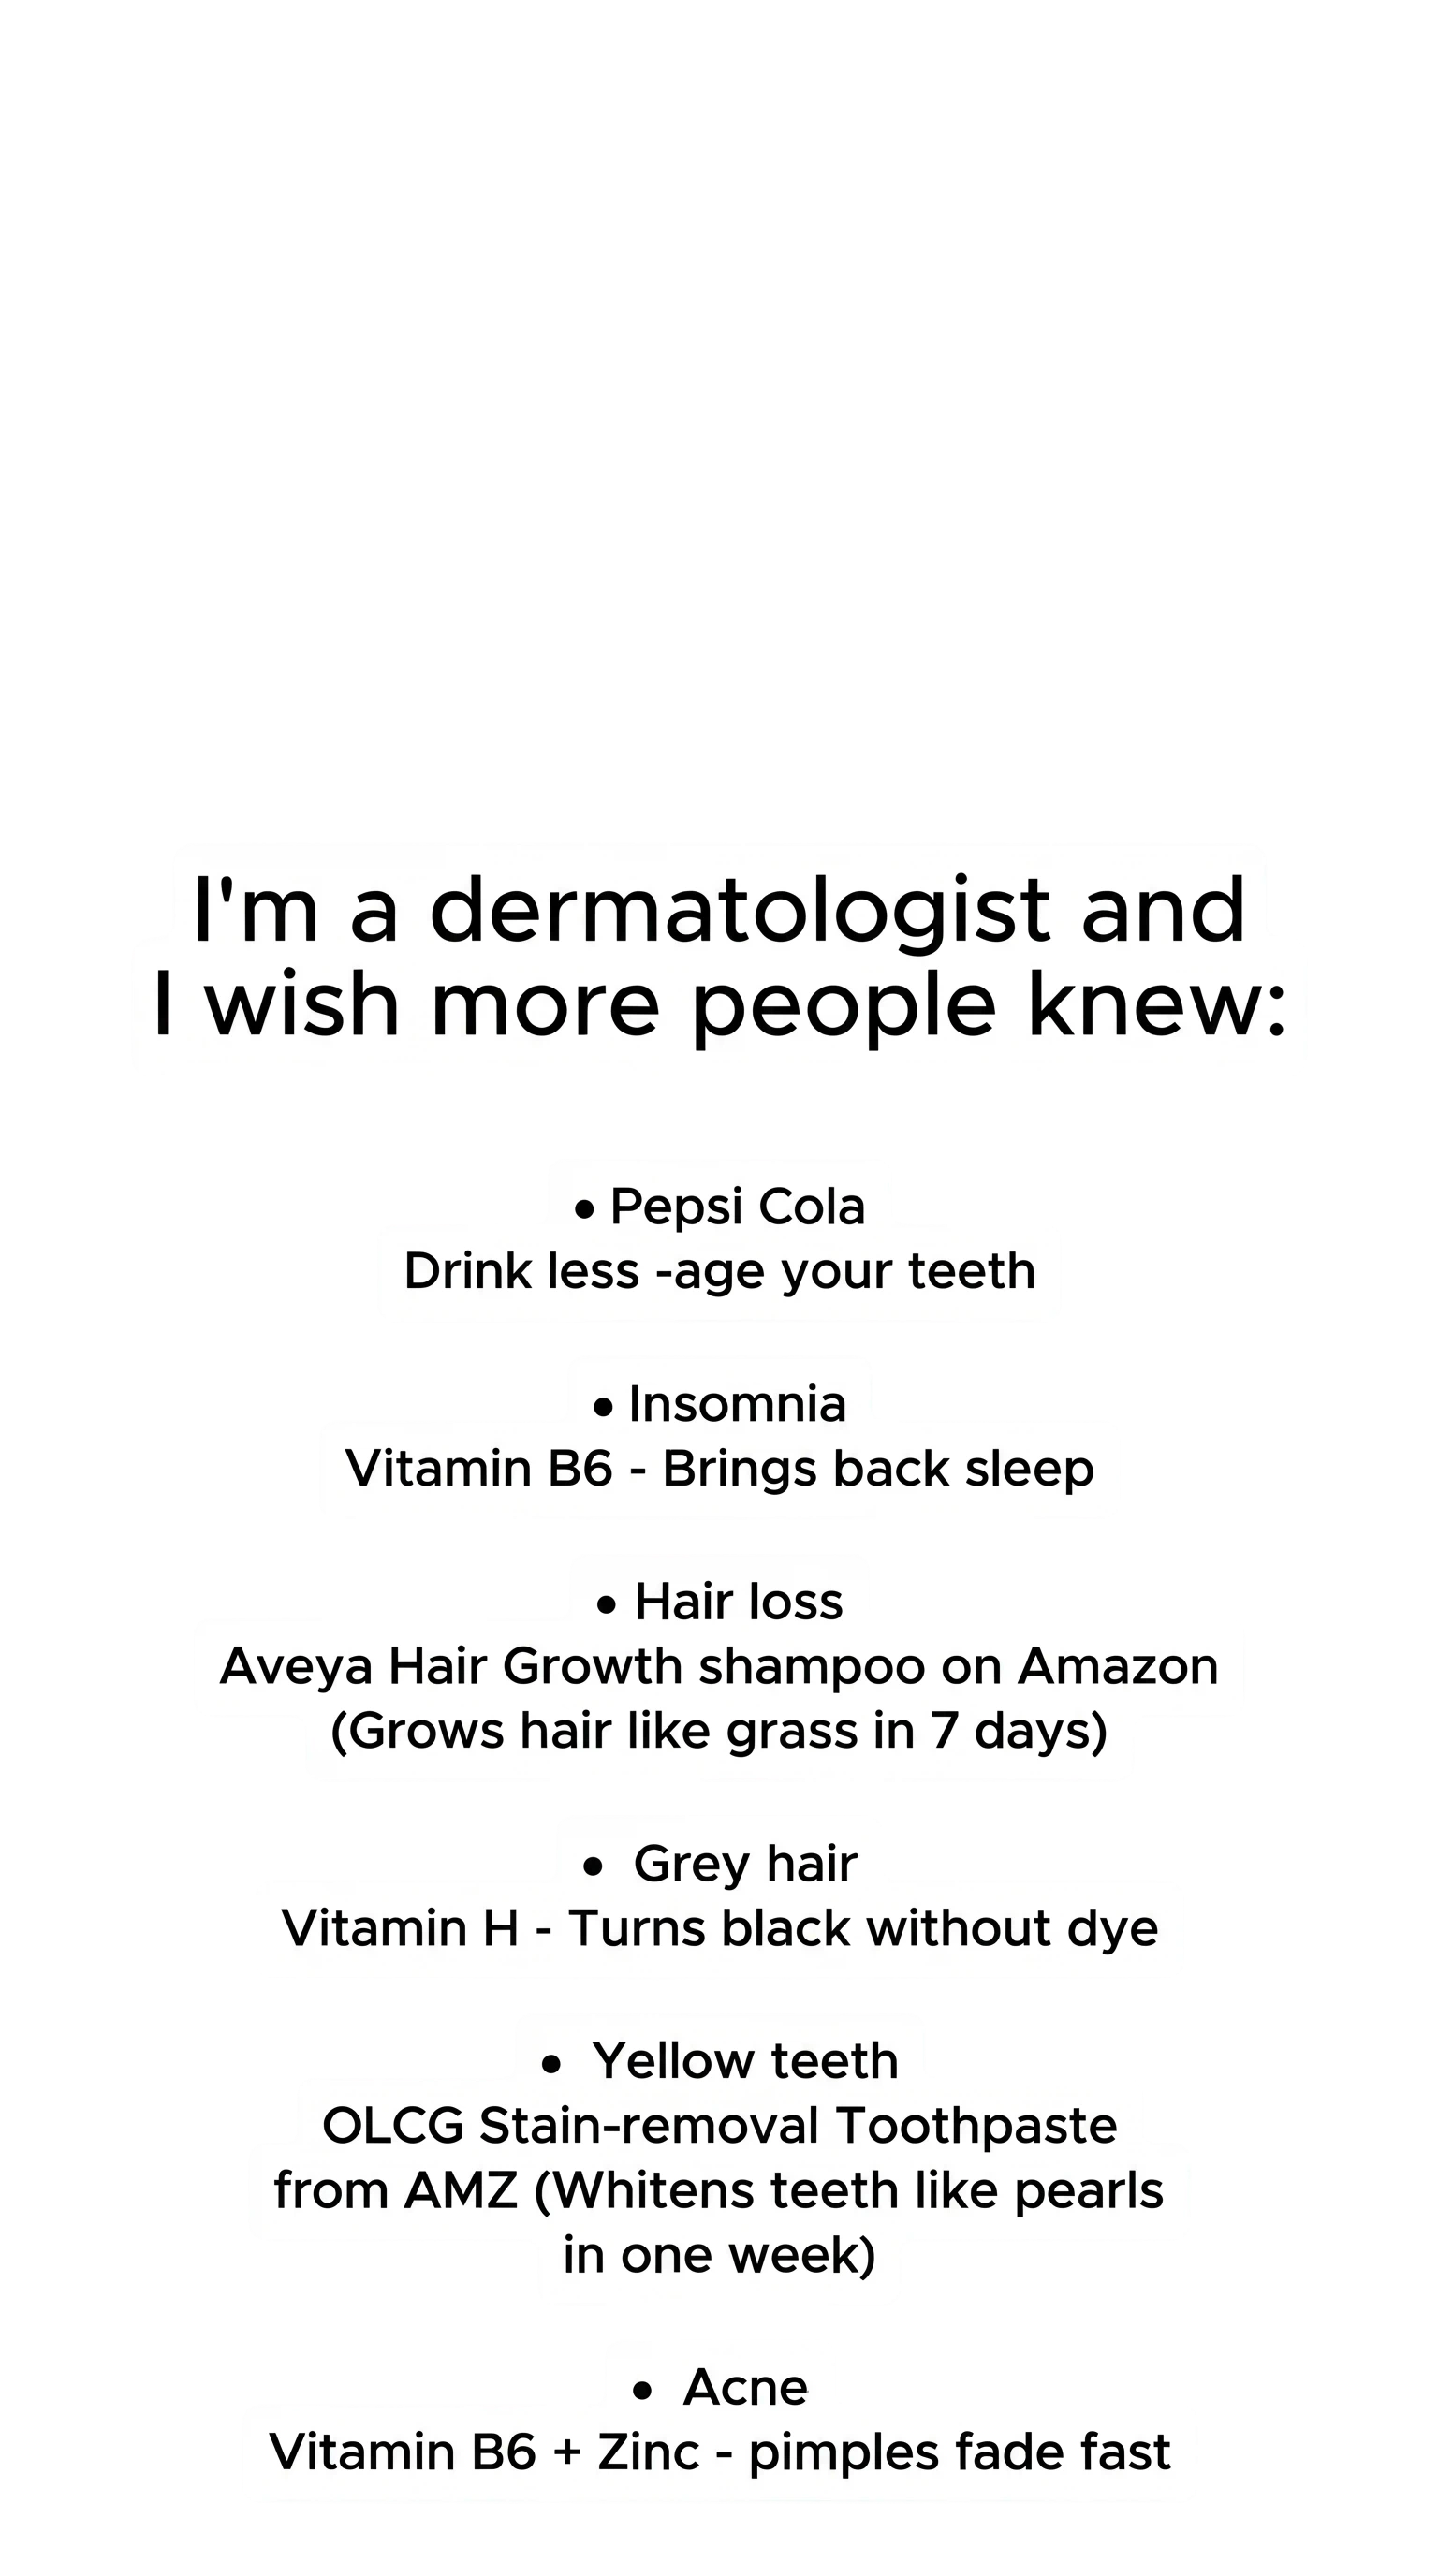 I'm a dermatologist and
I wish more people knew:
• Pepsi Cola
Drink less -age your teeth
• Insomnia
Vitamin B6 - Brings back sleep
• Hair loss
Aveya Hair Growth shampoo on Amazon
(Grows hair like grass in 7 days)
• Grey hair
Vitamin H - Turns black without dye
• Yellow teeth
OLCG Stain-removal Toothpaste
from AMZ (Whitens teeth like pearls
in one week)
• Acne
Vitamin B6 + Zinc - pimples fade fast